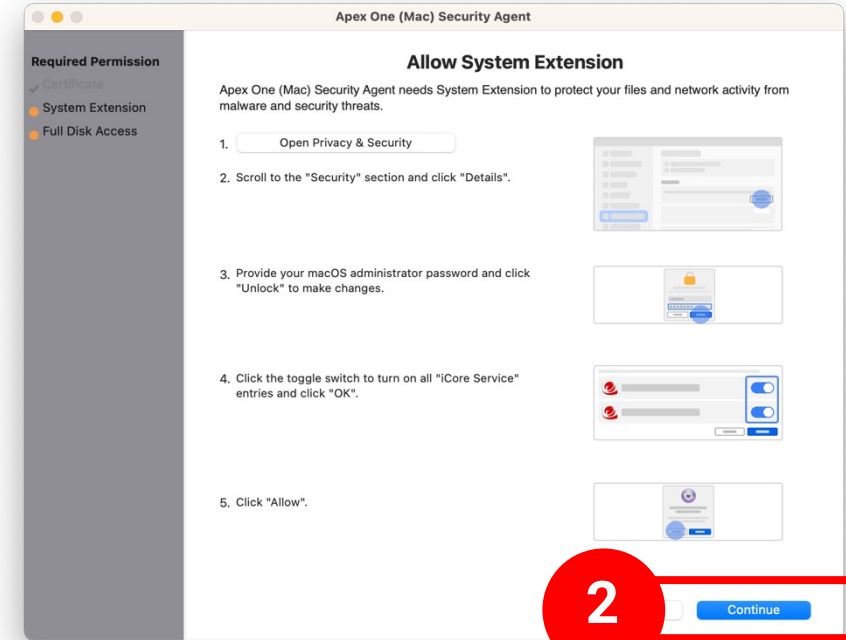 Apex One (Mac) Security Agent
Required Permission
Certificate
System Extension
Full Disk Access
Allow System Extension
Apex One (Mac) Security Agent needs System Extension to protect your files and network activity from
malware and security threats.
1. Open Privacy & Security
2. Scroll to the "Security" section and click "Details".
3. Provide your macOS administrator password and click
"Unlock" to make changes.
4. Click the toggle switch to turn on all "iCore Service"
entries and click "OK".
5. Click "Allow".
2
Continue